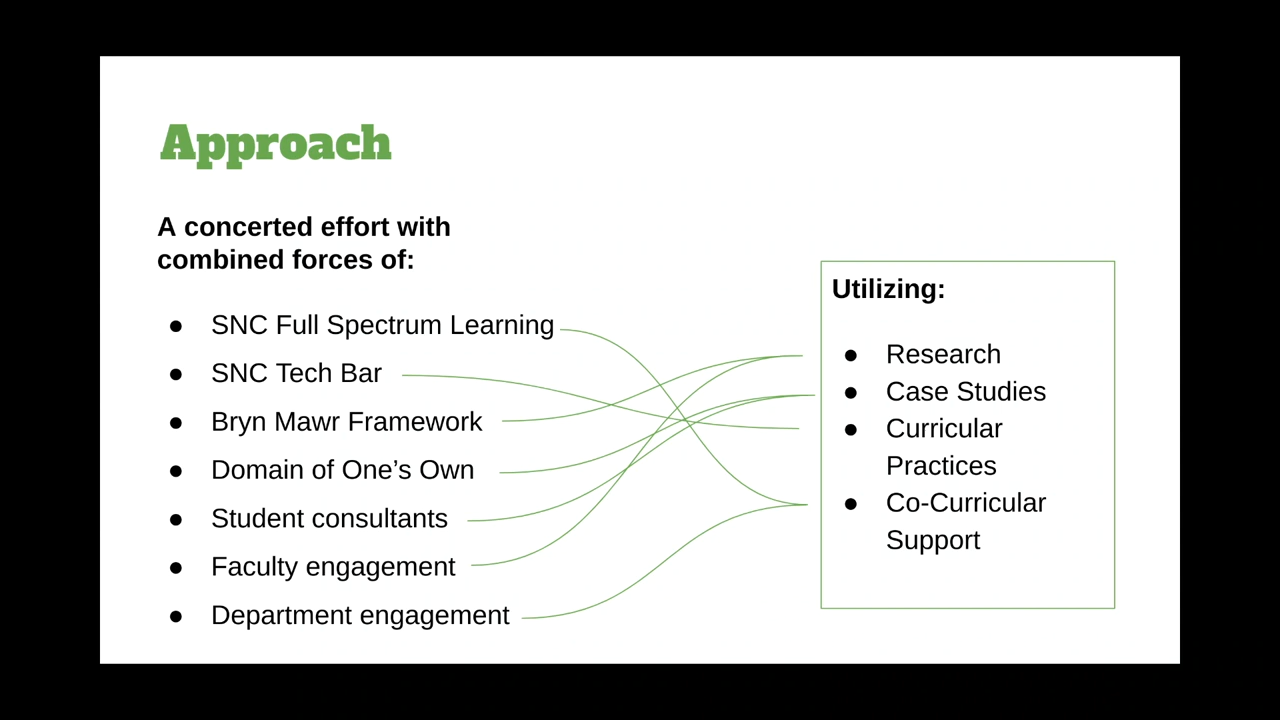 Approach
A concerted effort with
combined forces of:
● SNC Full Spectrum Learning
● SNC Tech Bar
● Bryn Mawr Framework
● Domain of One’s Own
● Student consultants
● Faculty engagement
● Department engagement
Utilizing:
● Research
● Case Studies
● Curricular
Practices
● Co-Curricular
Support